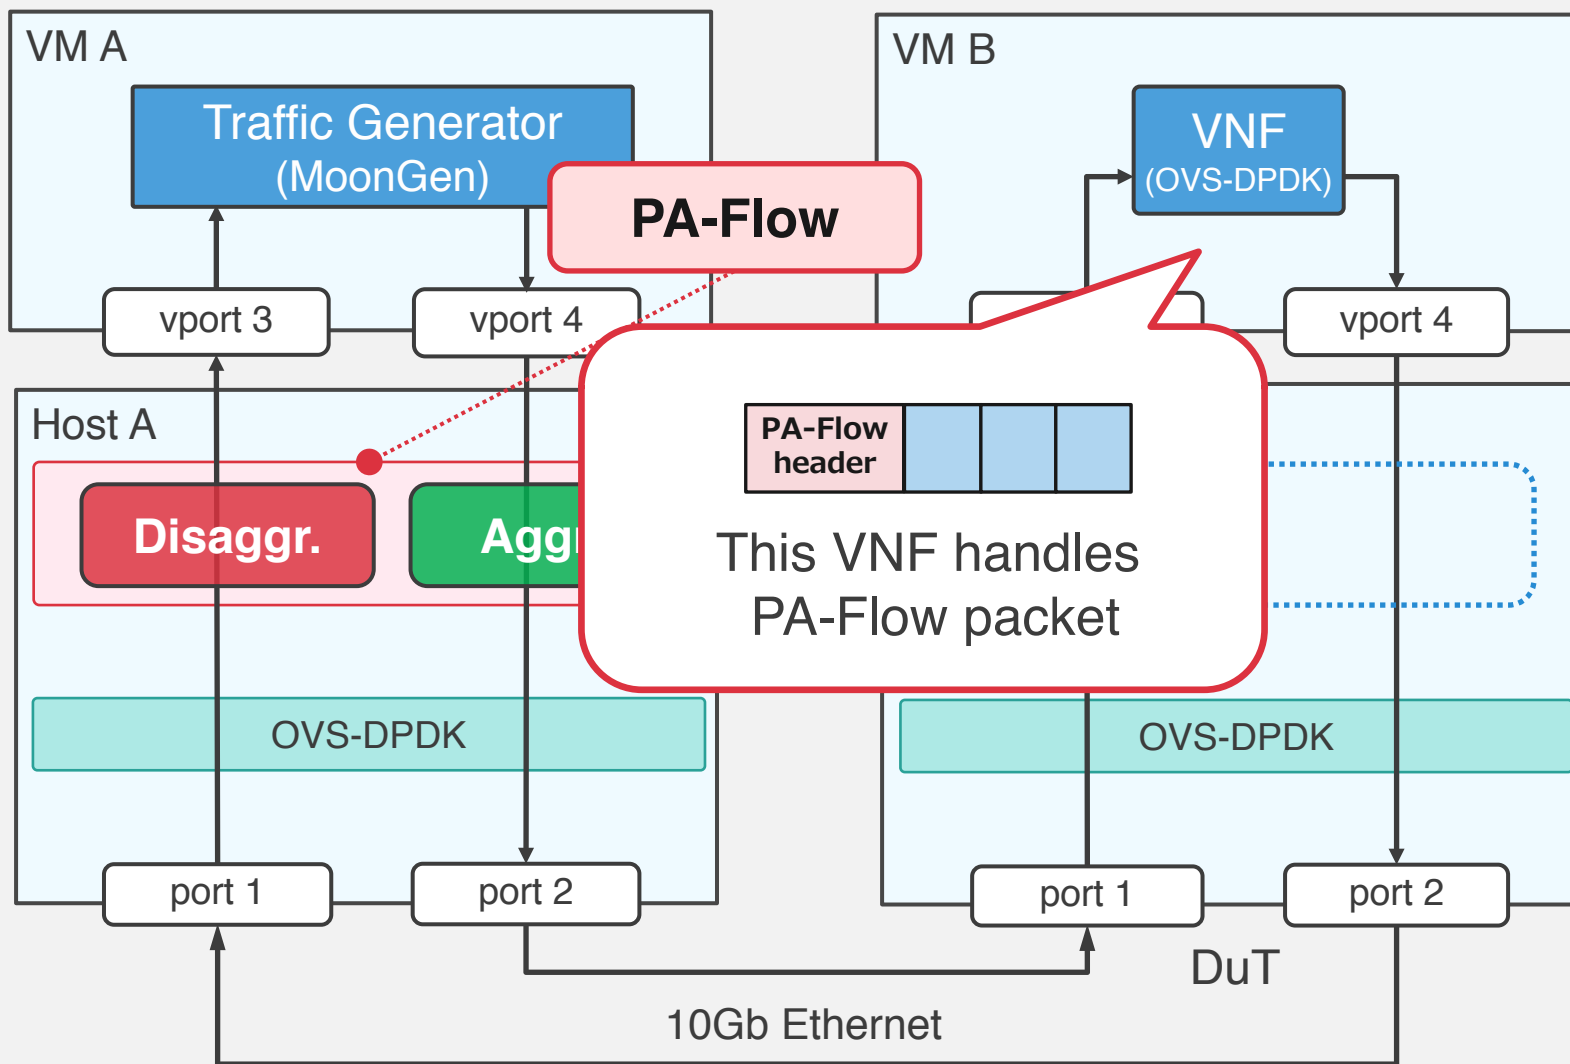 VM A
Traffic Generator
(MoonGen)
VM B
VNF
(OVS-DPDK)
PA-Flow
vport 3
vport 4
vport 4
Host A
Disaggr.
PA-Flow
header
This VNF handles
PA-Flow packet
OVS-DPDK
OVS-DPDK
port 1
port 2
port 1
port 2
DuT
10Gb Ethernet